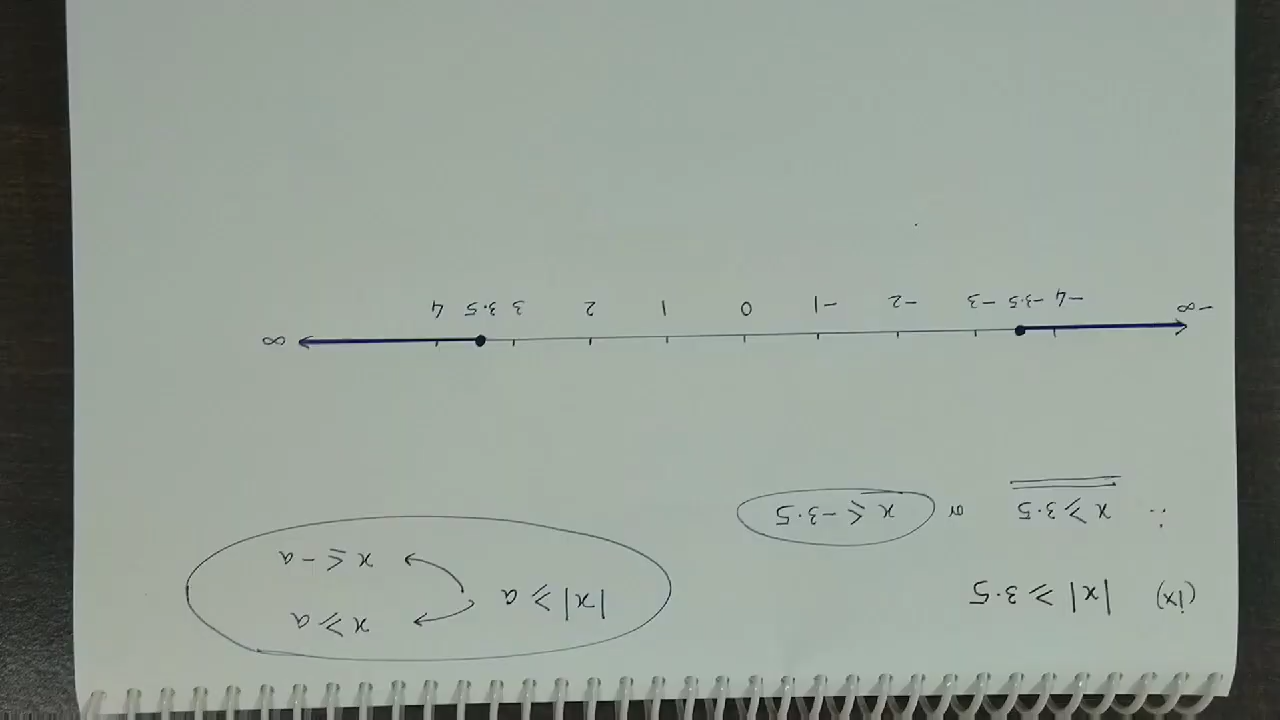 (ix) |x| ⩾ 3.5
|x| ⩾ a
x ⩾ a
x ⩽ -a
∴ x ⩾ 3.5 or x ⩽ -3.5
-∞ -4 -3.5 -3 -2 -1 0 1 2 3 3.5 4 ∞